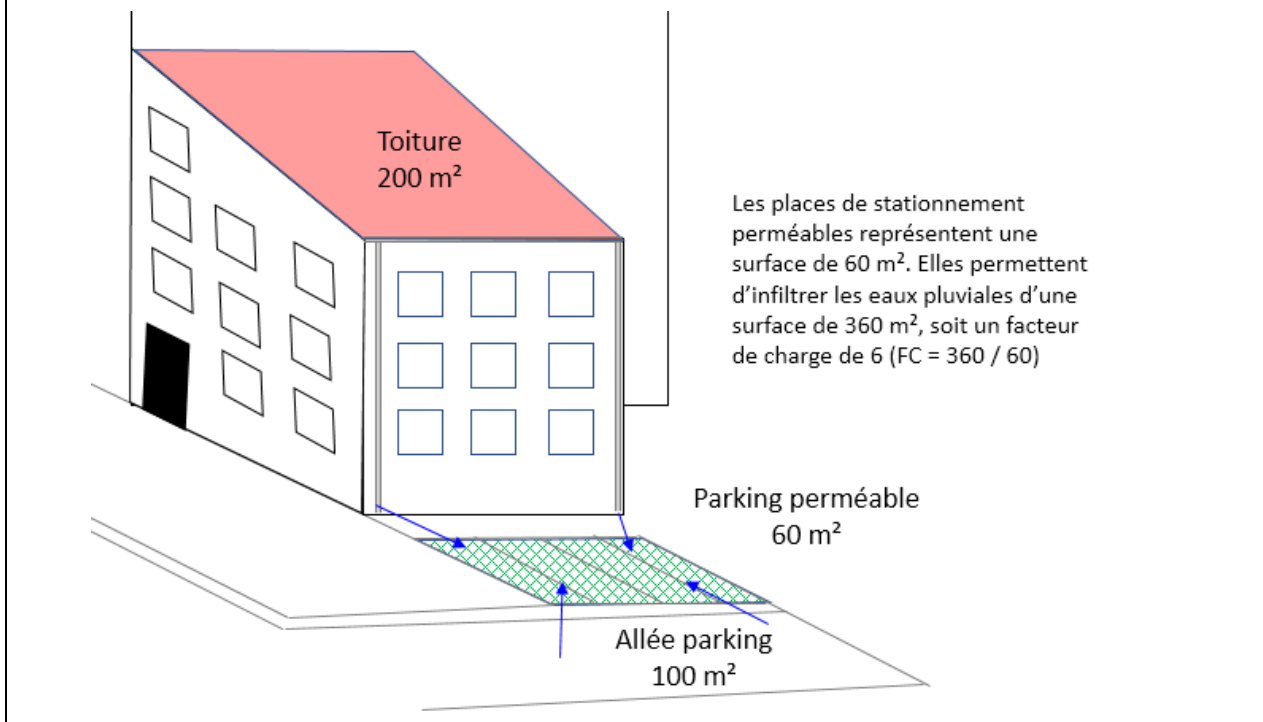 Toiture
200 m²
Les places de stationnement
perméables représentent une
surface de 60 m². Elles permettent
d’infiltrer les eaux pluviales d’une
surface de 360 m², soit un facteur
de charge de 6 (FC = 360 / 60)
Parking perméable
60 m²
Allée parking
100 m²